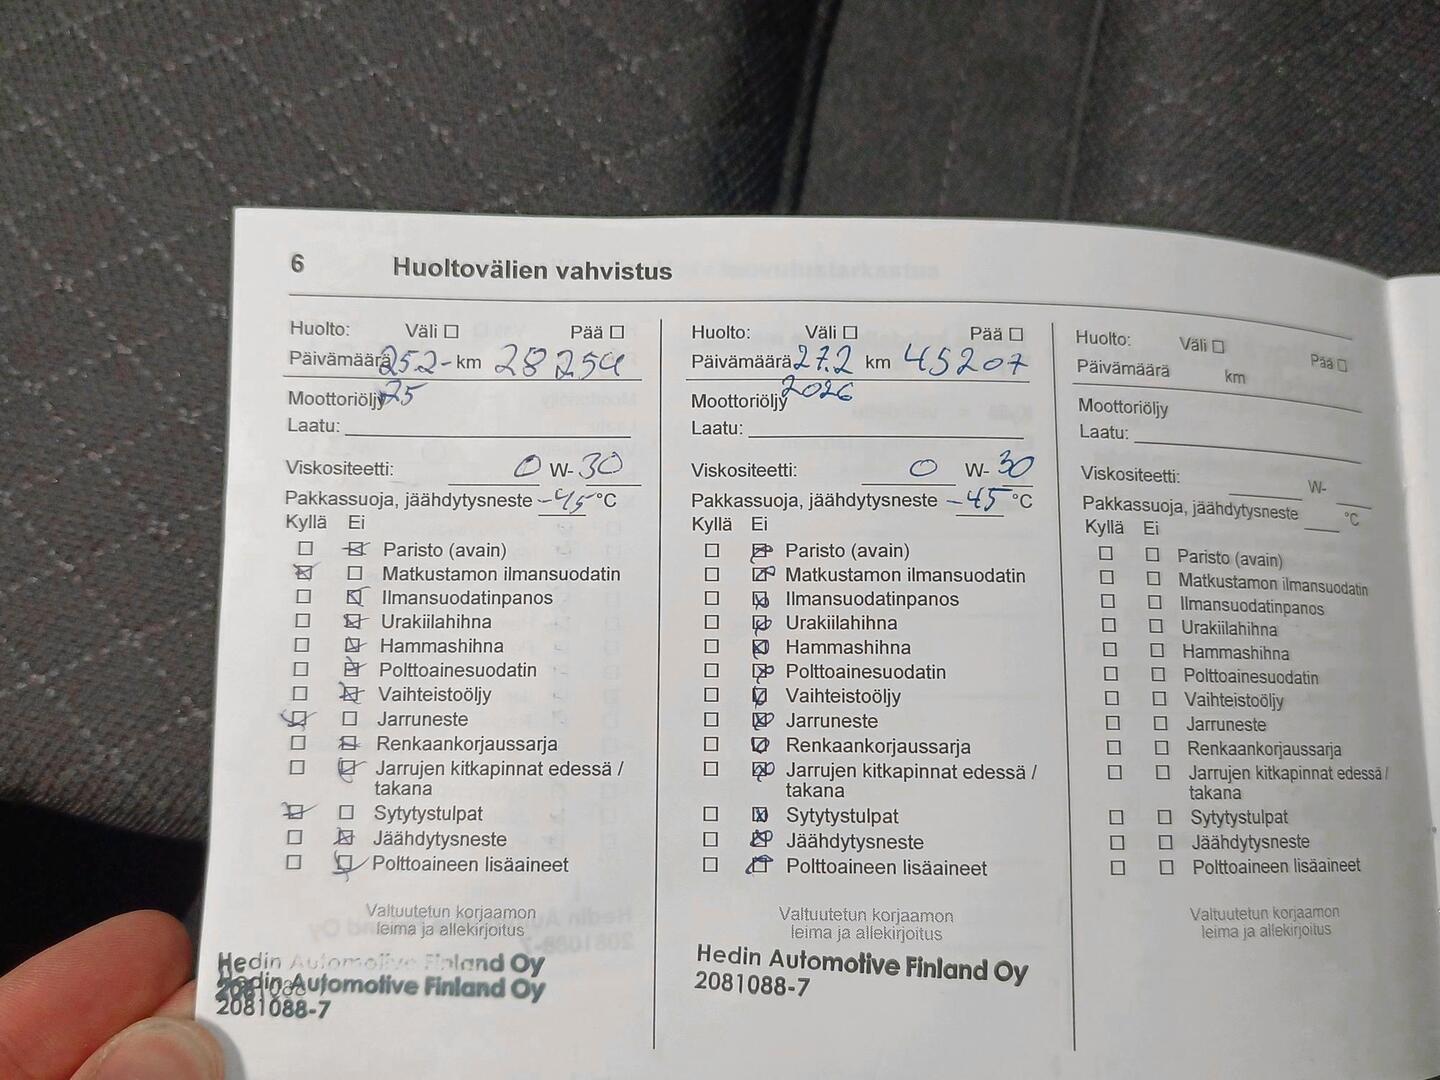 6 Huoltovälien vahvistus
Huolto: Väli Pää
Päivämäärä 25.2- km 28254
25
Moottoriöljy
Laatu:
Viskositeetti: 0 W- 30
Pakkassuoja, jäähdytysneste -45 °C
Kyllä Ei
Paristo (avain)
Matkustamon ilmansuodatin
Ilmansuodatinpanos
Urakiilahihna
Hammashihna
Polttoainesuodatin
Vaihteistoöljy
Jarruneste
Renkaankorjaussarja
Jarrujen kitkapinnat edessä /
takana
Sytytystulpat
Jäähdytysneste
Polttoaineen lisäaineet
Valtuutetun korjaamon
leima ja allekirjoitus
Hedin Automotive Finland Oy
Hedin Automotive Finland Oy
2081088-7
Huolto: Väli Pää
Päivämäärä 27.2 km 45207
2026
Moottoriöljy
Laatu:
Viskositeetti: 0 W- 30
Pakkassuoja, jäähdytysneste -45 °C
Kyllä Ei
Paristo (avain)
Matkustamon ilmansuodatin
Ilmansuodatinpanos
Urakiilahihna
Hammashihna
Polttoainesuodatin
Vaihteistoöljy
Jarruneste
Renkaankorjaussarja
Jarrujen kitkapinnat edessä /
takana
Sytytystulpat
Jäähdytysneste
Polttoaineen lisäaineet
Valtuutetun korjaamon
leima ja allekirjoitus
Hedin Automotive Finland Oy
2081088-7
Huolto: Väli Pää
Päivämäärä km
Moottoriöljy
Laatu:
Viskositeetti: W-
Pakkassuoja, jäähdytysneste °C
Kyllä Ei
Paristo (avain)
Matkustamon ilmansuodatin
Ilmansuodatinpanos
Urakiilahihna
Hammashihna
Polttoainesuodatin
Vaihteistoöljy
Jarruneste
Renkaankorjaussarja
Jarrujen kitkapinnat edessä /
takana
Sytytystulpat
Jäähdytysneste
Polttoaineen lisäaineet
Valtuutetun korjaamon
leima ja allekirjoitus